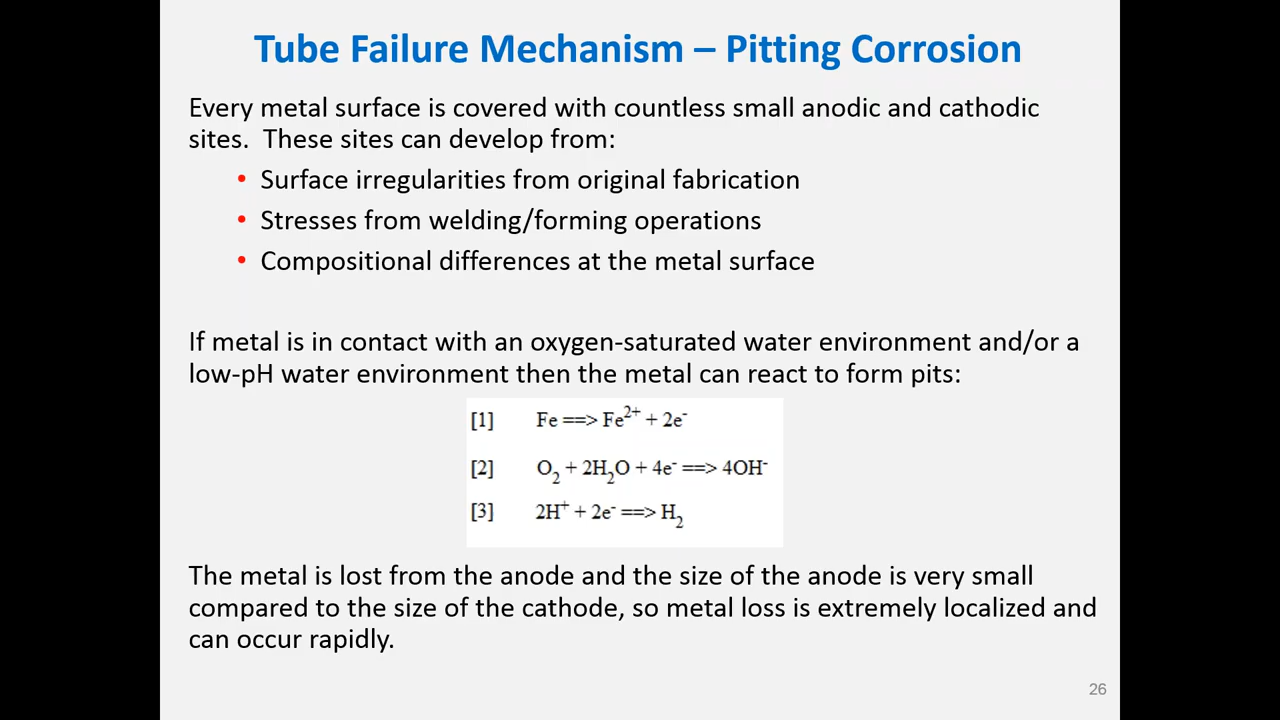 Tube Failure Mechanism – Pitting Corrosion
Every metal surface is covered with countless small anodic and cathodic
sites.  These sites can develop from:
• Surface irregularities from original fabrication
• Stresses from welding/forming operations
• Compositional differences at the metal surface
If metal is in contact with an oxygen-saturated water environment and/or a
low-pH water environment then the metal can react to form pits:
[1] Fe ==> Fe²⁺ + 2e⁻
[2] O₂ + 2H₂O + 4e⁻ ==> 4OH⁻
[3] 2H⁺ + 2e⁻ ==> H₂
The metal is lost from the anode and the size of the anode is very small
compared to the size of the cathode, so metal loss is extremely localized and
can occur rapidly.
26